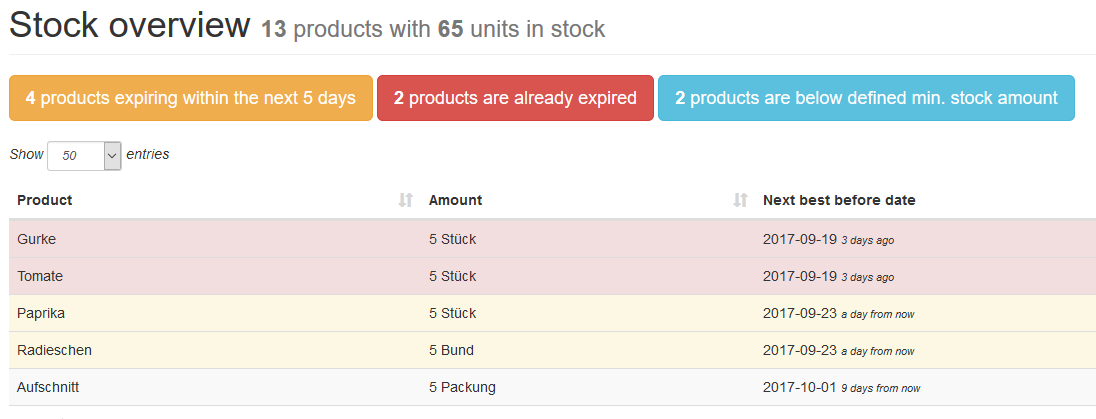 Stock overview 13 products with 65 units in stock
4 products expiring within the next 5 days 2 products are already expired 2 products are below defined min. stock amount
Show 50 entries
Product Amount Next best before date
Gurke 5 Stück 2017-09-19 3 days ago
Tomate 5 Stück 2017-09-19 3 days ago
Paprika 5 Stück 2017-09-23 a day from now
Radieschen 5 Bund 2017-09-23 a day from now
Aufschnitt 5 Packung 2017-10-01 9 days from now